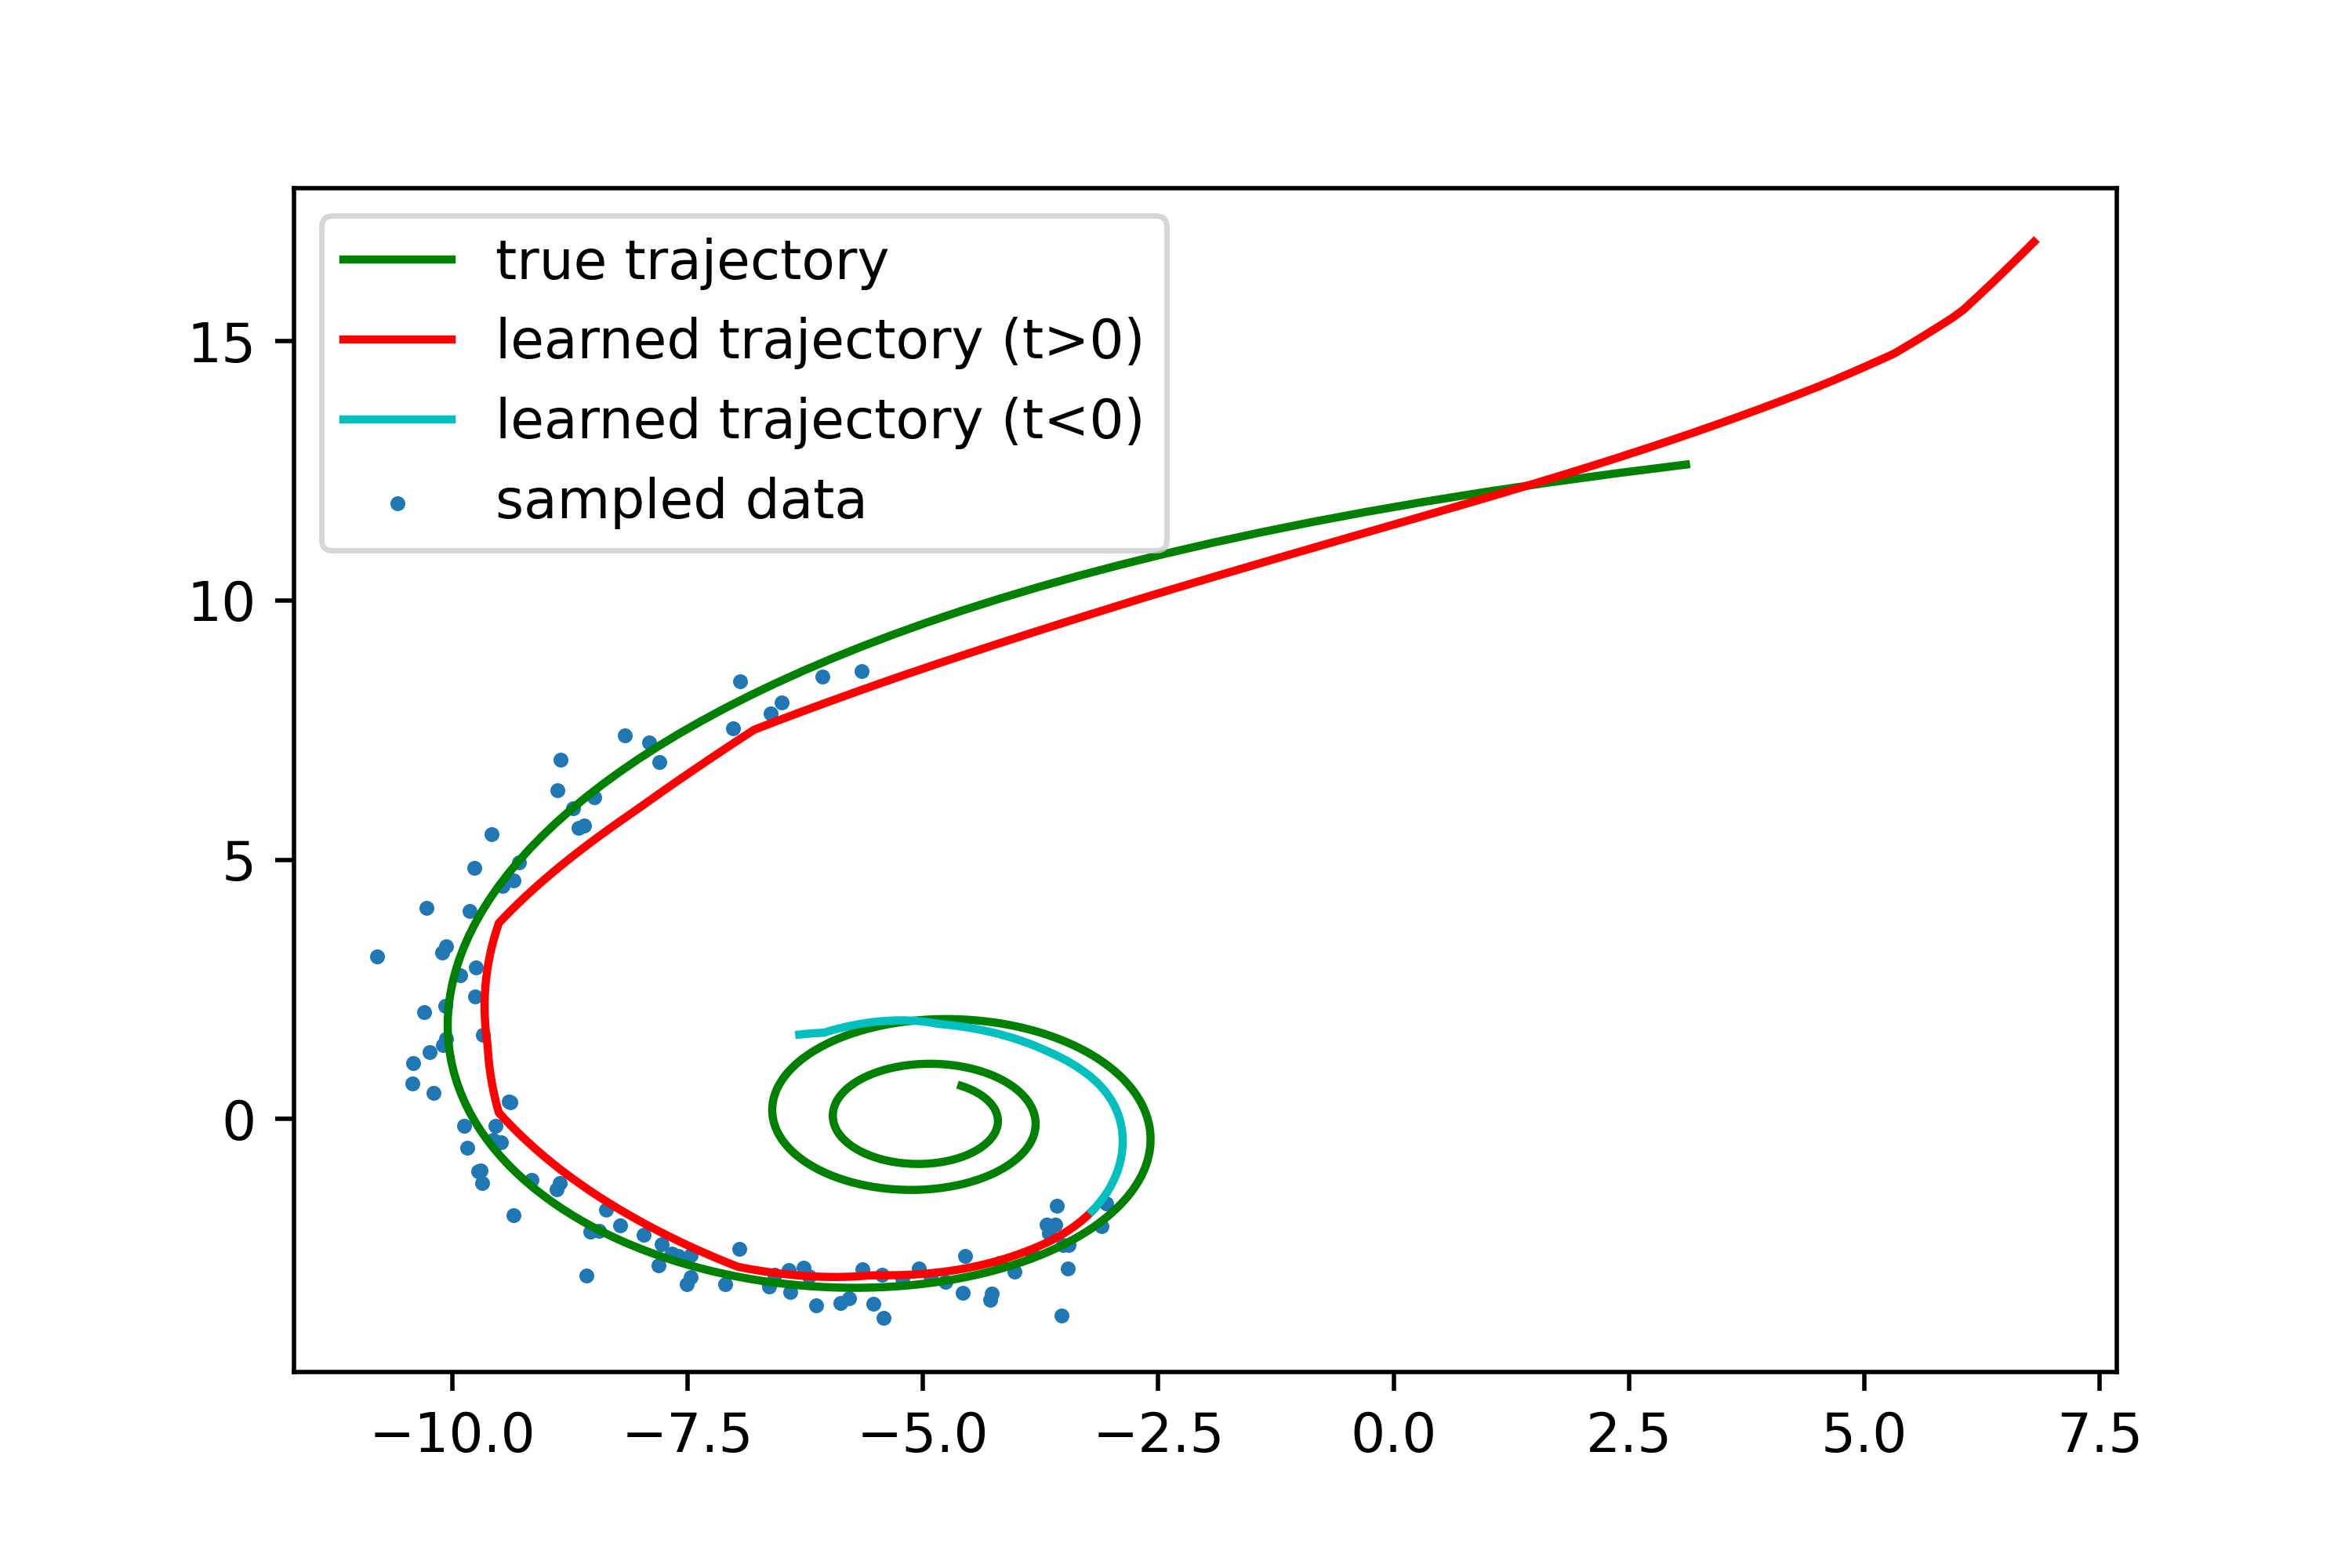 true trajectory
learned trajectory (t>0)
learned trajectory (t<0)
sampled data
15
10
5
0
−10.0 −7.5 −5.0 −2.5 0.0 2.5 5.0 7.5